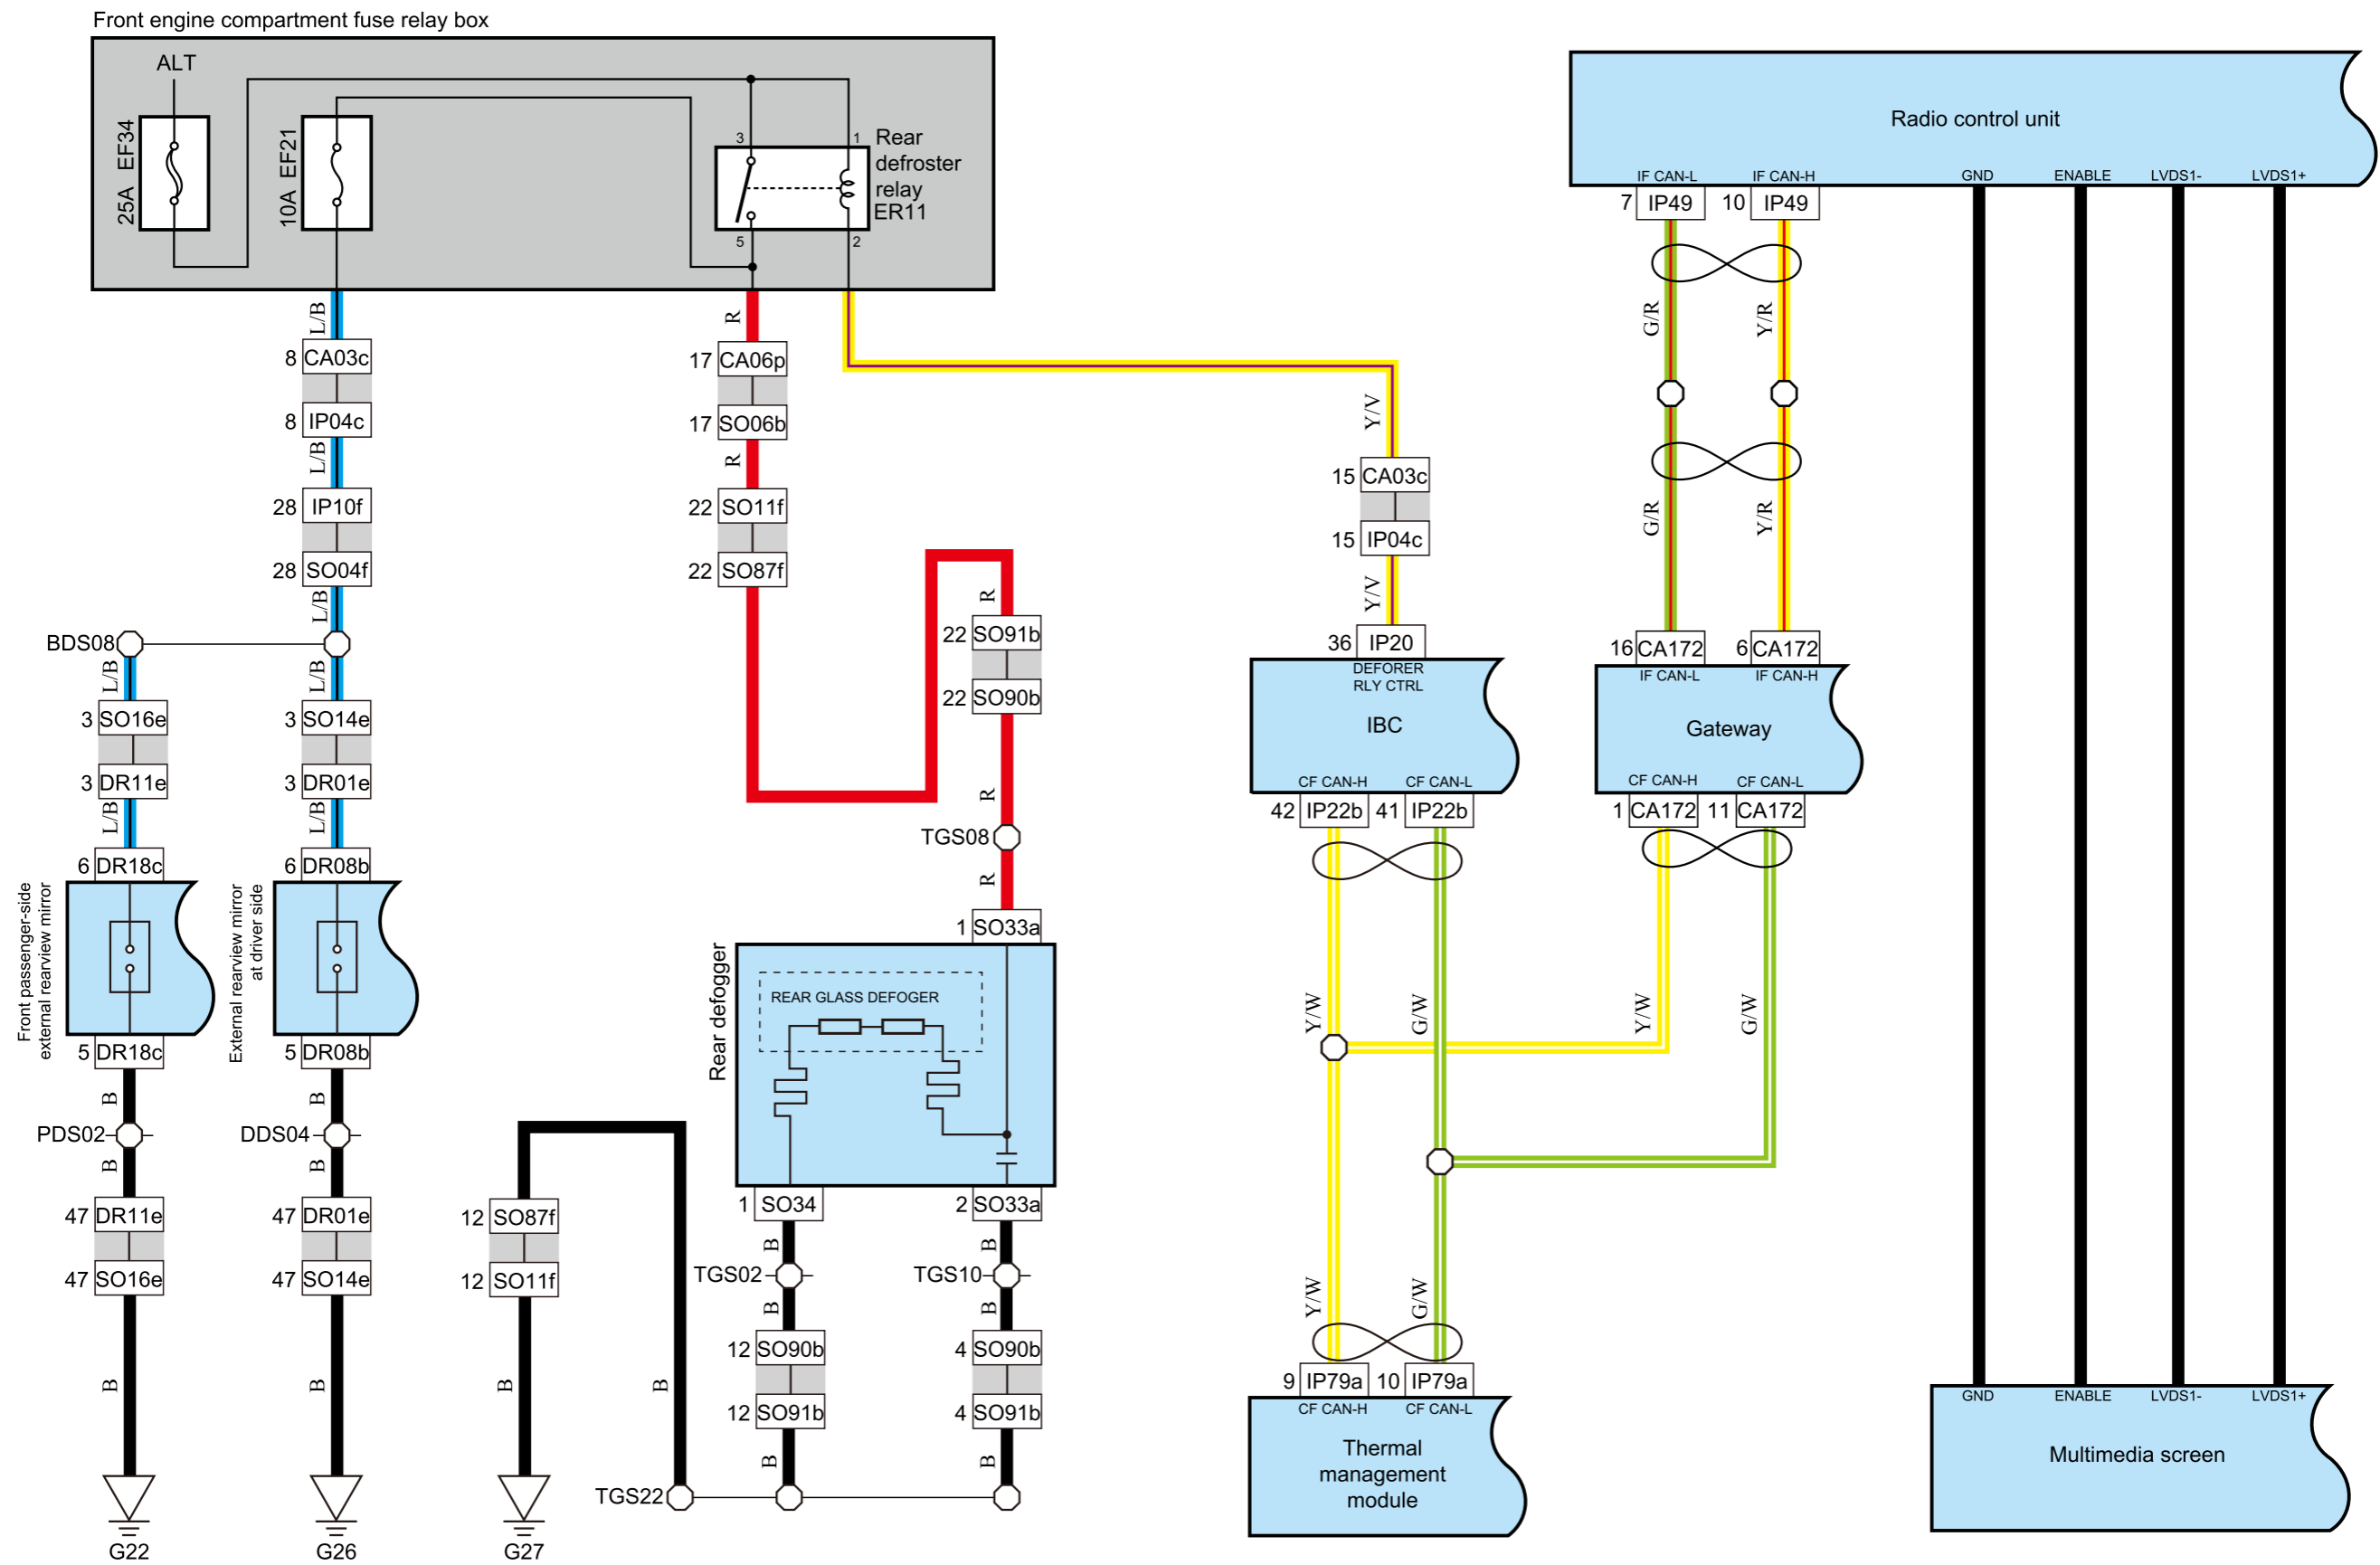 Front engine compartment fuse relay box
ALT
25A EF34
10A EF21
3
1
Rear
defroster
relay
ER11
5
2
L/B
8 CA03c
8 IP04c
L/B
28 IP10f
28 SO04f
L/B
BDS08
L/B
L/B
3 SO16e
3 SO14e
3 DR11e
3 DR01e
L/B
L/B
6 DR18c
6 DR08b
Front passenger-side
external rearview mirror
External rearview mirror
at driver side
5 DR18c
5 DR08b
B
B
PDS02
DDS04
B
B
47 DR11e
47 DR01e
47 SO16e
47 SO14e
B
B
G22
G26
R
17 CA06p
17 SO06b
R
22 SO11f
22 SO87f
R
22 SO91b
22 SO90b
R
TGS08
R
1 SO33a
Rear defogger
REAR GLASS DEFOGER
1 SO34
2 SO33a
B
B
TGS02
TGS10
B
B
12 SO90b
4 SO90b
12 SO91b
4 SO91b
B
B
TGS22
B
12 SO87f
12 SO11f
B
G27
Y/V
15 CA03c
15 IP04c
Y/V
36 IP20
DEFORER
RLY CTRL
IBC
CF CAN-H
CF CAN-L
42 IP22b
41 IP22b
Y/W
G/W
Y/W
G/W
9 IP79a
10 IP79a
CF CAN-H
CF CAN-L
Thermal
management
module
Radio control unit
IF CAN-L
IF CAN-H
GND
ENABLE
LVDS1-
LVDS1+
7 IP49
10 IP49
G/R
Y/R
G/R
Y/R
16 CA172
6 CA172
IF CAN-L
IF CAN-H
Gateway
CF CAN-H
CF CAN-L
1 CA172
11 CA172
Y/W
G/W
GND
ENABLE
LVDS1-
LVDS1+
Multimedia screen